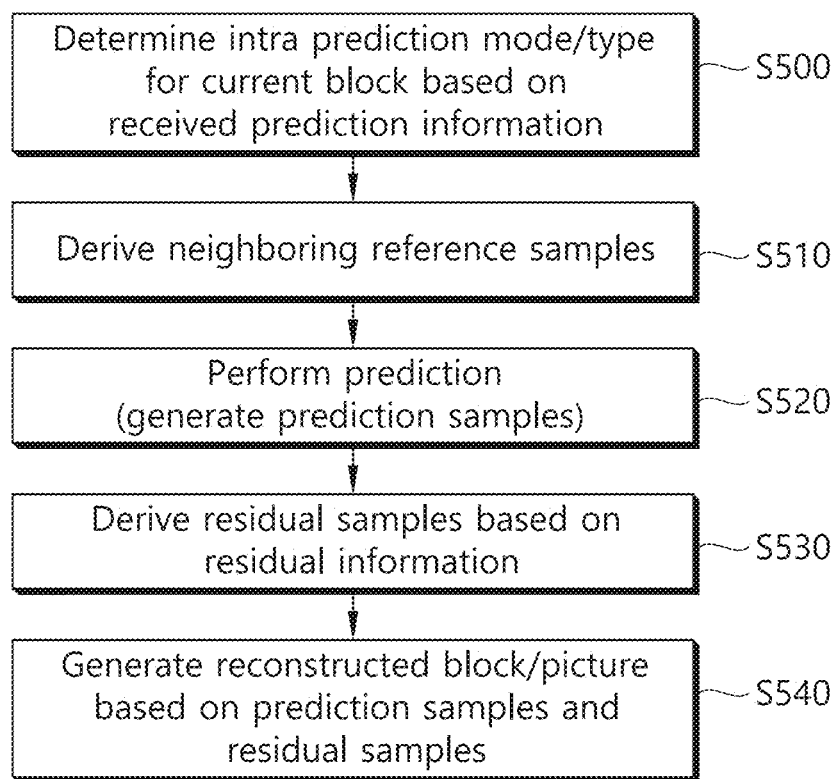 Determine intra prediction mode/type
for current block based on
received prediction information
S500
Derive neighboring reference samples
S510
Perform prediction
(generate prediction samples)
S520
Derive residual samples based on
residual information
S530
Generate reconstructed block/picture
based on prediction samples and
residual samples
S540